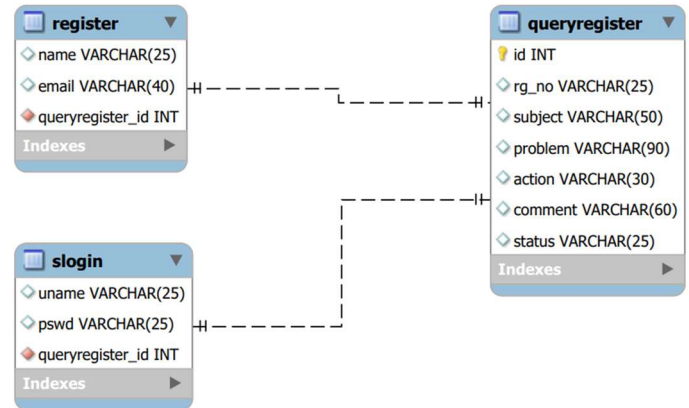 register
name VARCHAR(25)
email VARCHAR(40)
queryregister_id INT
Indexes
queryregister
id INT
rg_no VARCHAR(25)
subject VARCHAR(50)
problem VARCHAR(90)
action VARCHAR(30)
comment VARCHAR(60)
status VARCHAR(25)
Indexes
slogin
uname VARCHAR(25)
pswd VARCHAR(25)
queryregister_id INT
Indexes